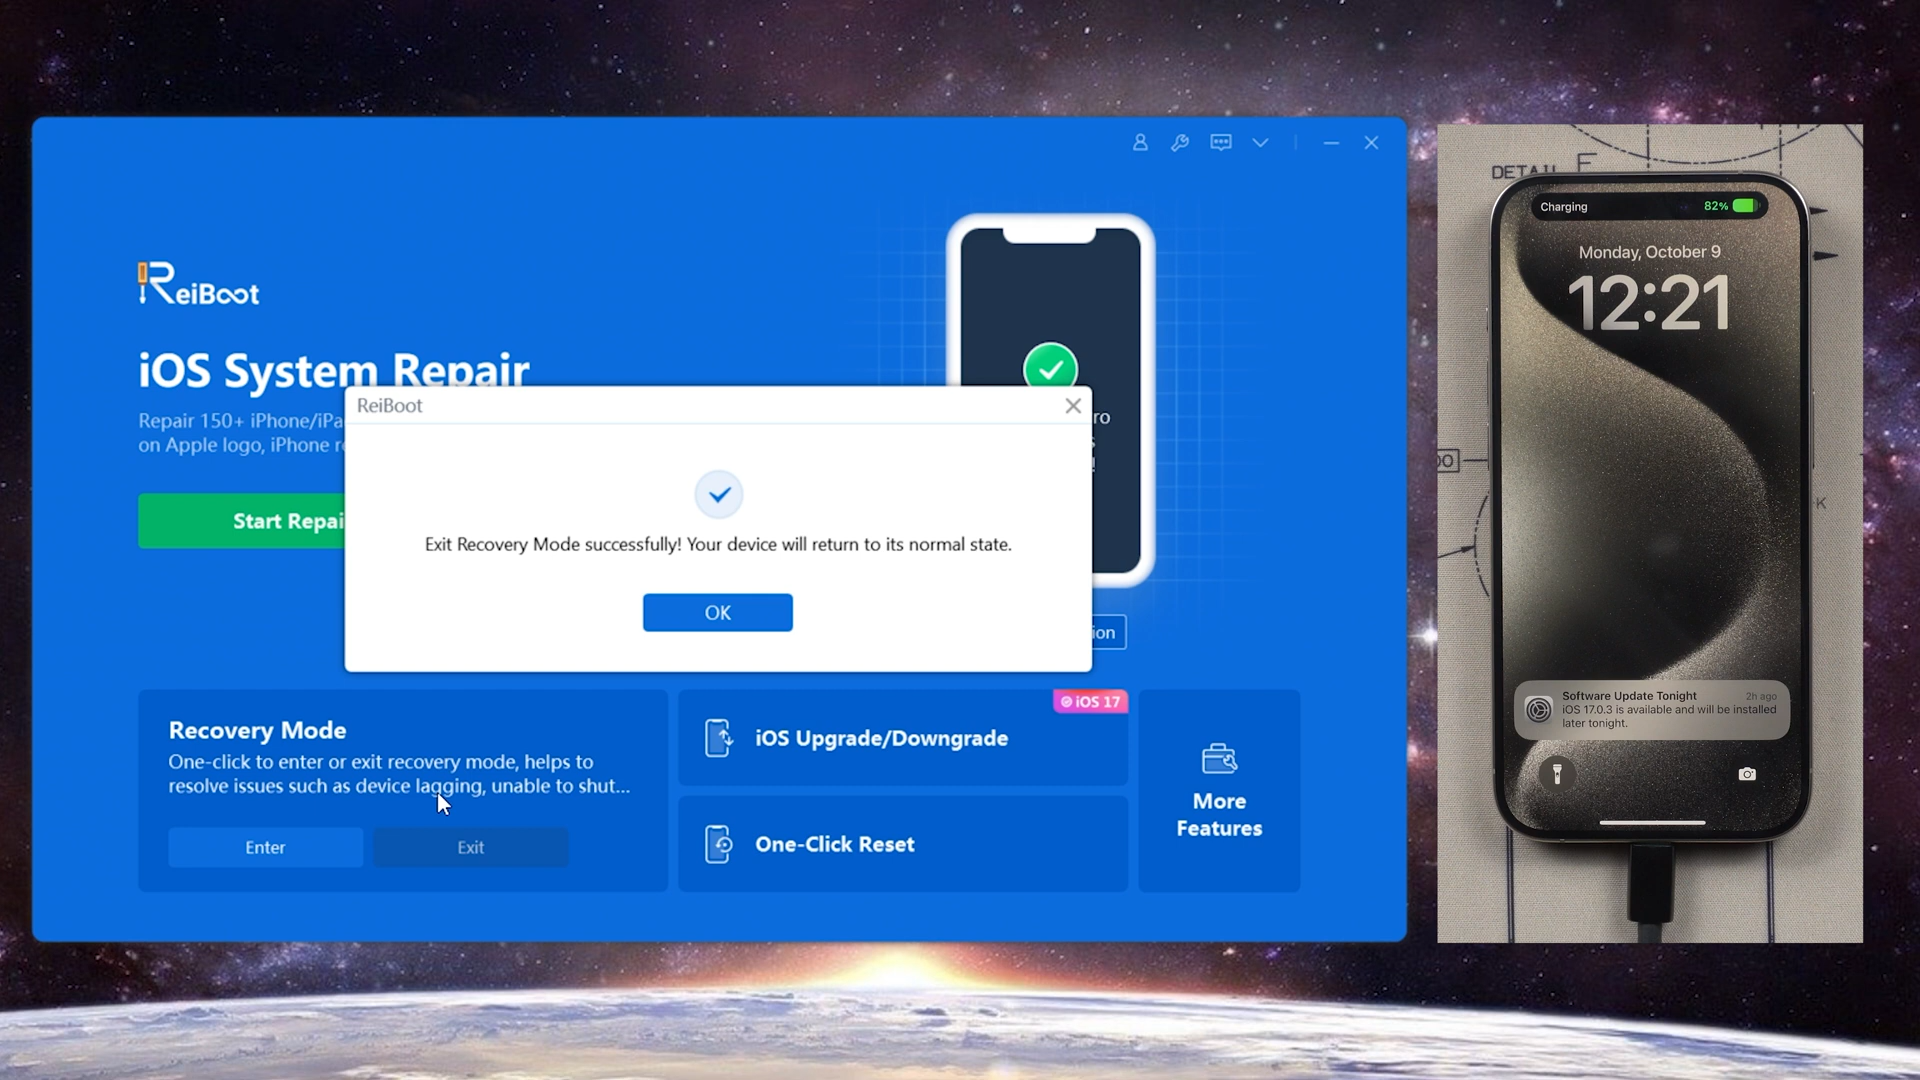 ReiBoot
iOS System Repair
Repair 150+ iPhone/iPa
on Apple logo, iPhone
Start Repai
ro
ion
ReiBoot
Exit Recovery Mode successfully! Your device will return to its normal state.
OK
Recovery Mode
One-click to enter or exit recovery mode, helps to
resolve issues such as device lagging, unable to shut...
Enter
Exit
iOS 17
iOS Upgrade/Downgrade
One-Click Reset
More
Features
DETAIL F
Charging
82%
Monday, October 9
12:21
Software Update Tonight
2h ago
iOS 17.0.3 is available and will be installed
later tonight.
K